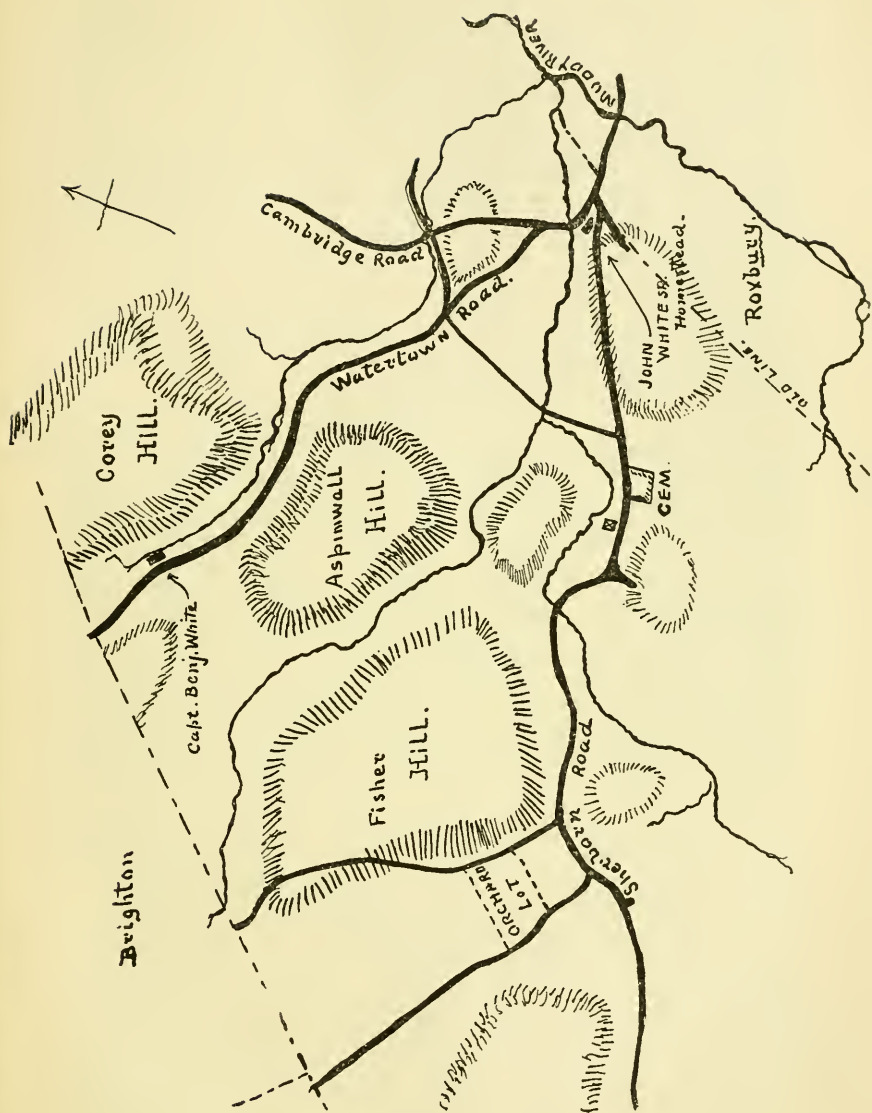 MUDDY RIVER
Cambridge Road
Watertown Road.
JOHN
WHITE SR.
Homestead.
Roxbury.
OLD LINE.
Corey
Hill.
Aspinwall
Hill.
CEM.
Capt. Benj. White
Fisher
Hill.
Sherborn Road
ORCHARD
LOT
Brighton